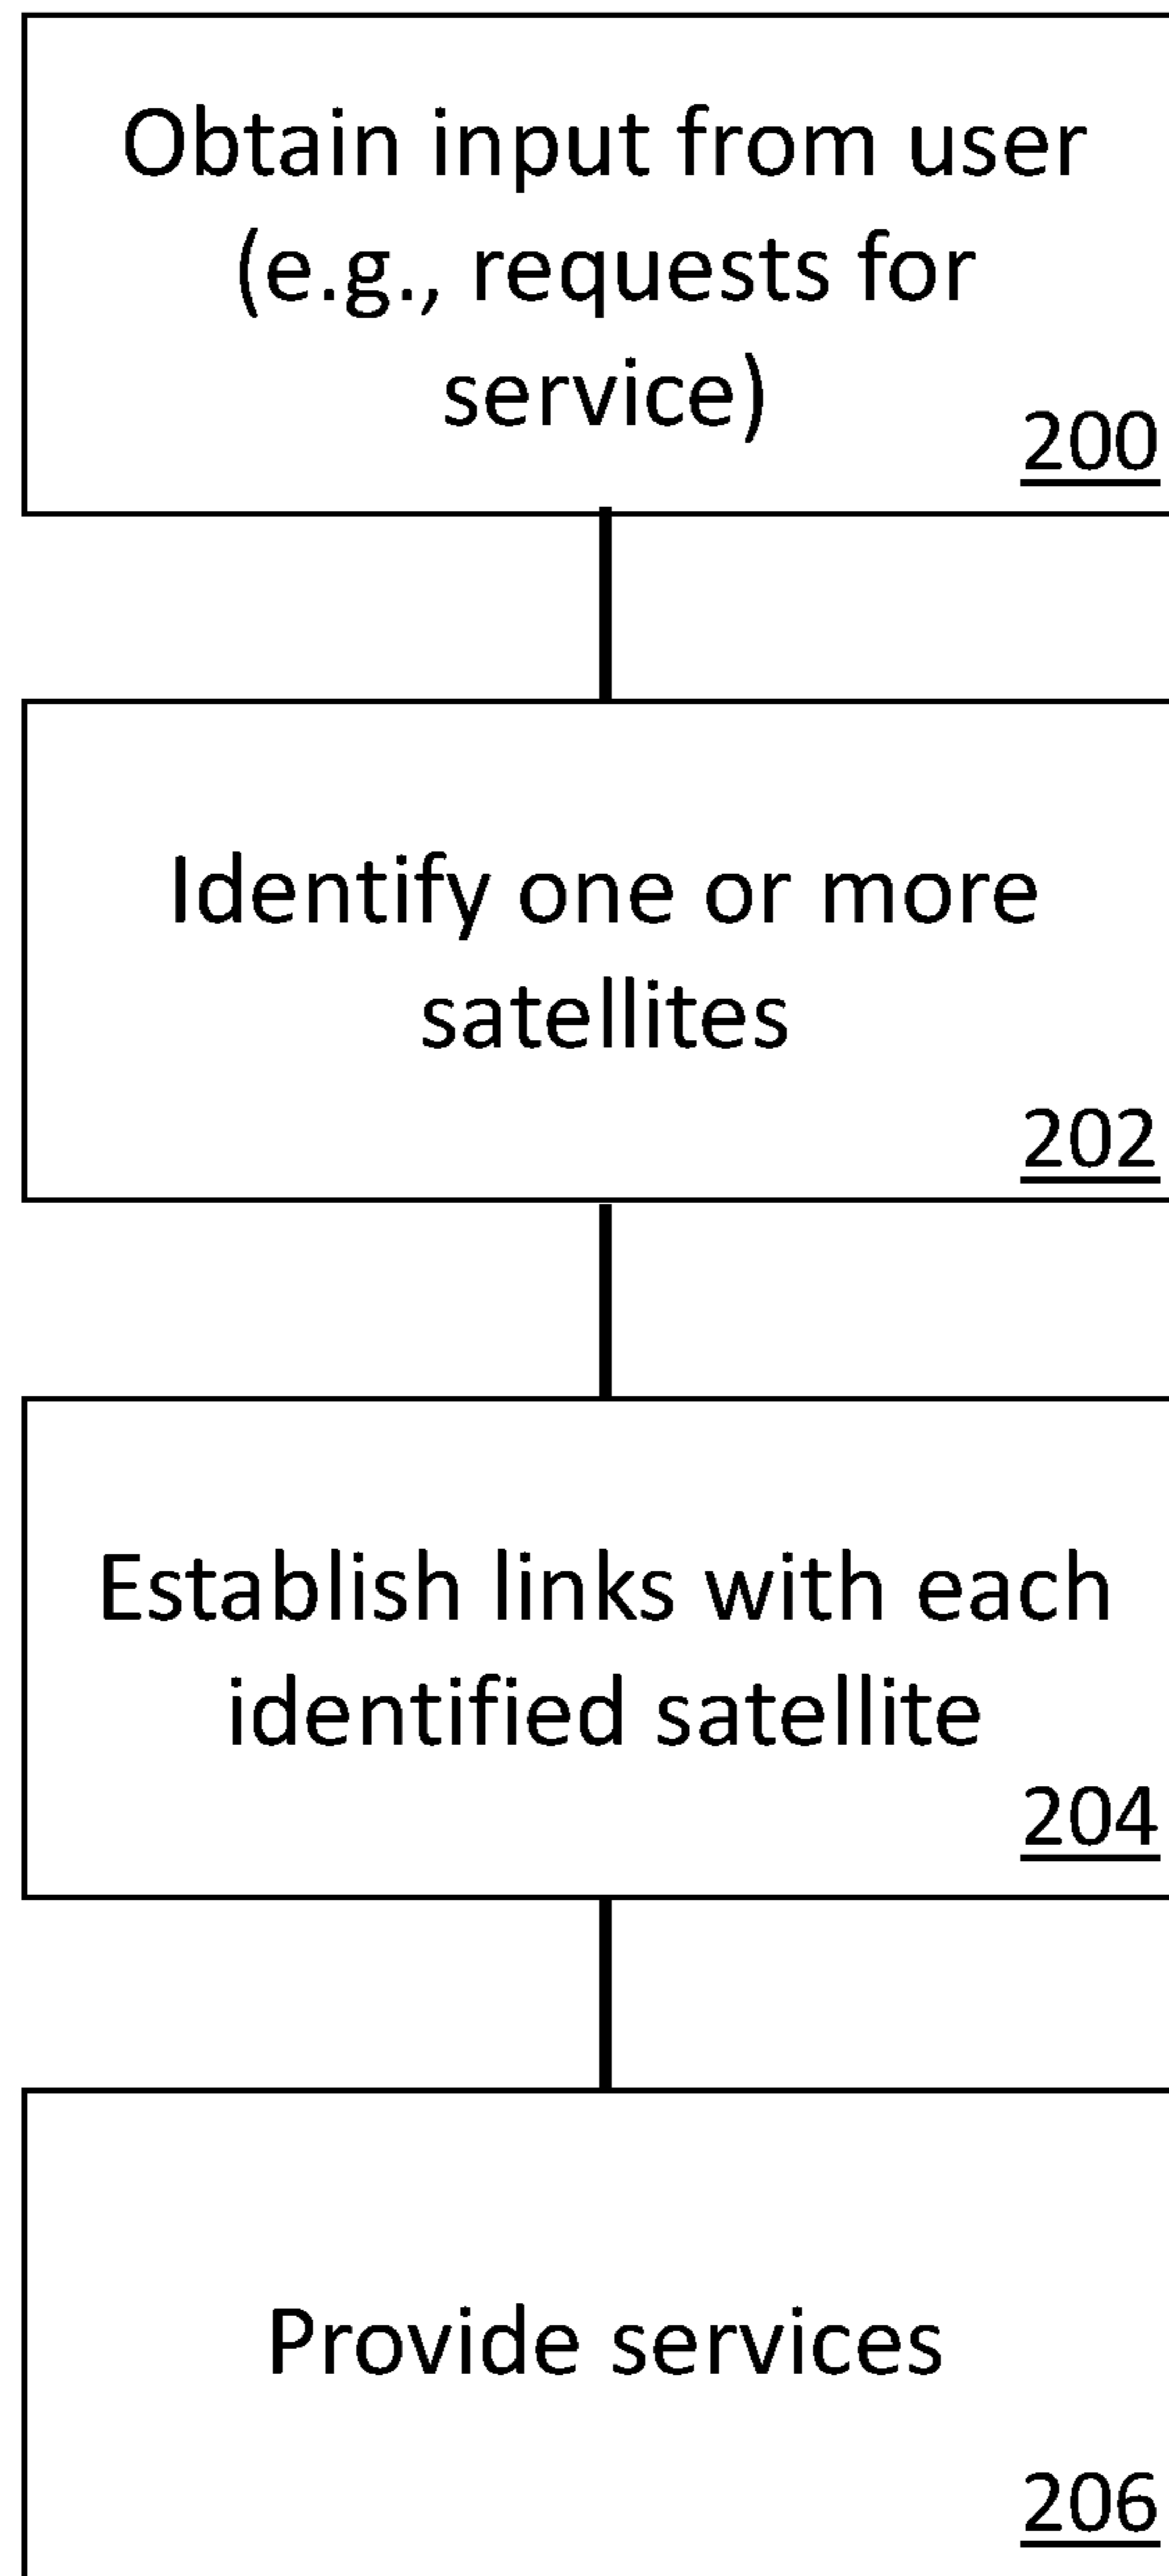 Obtain input from user
(e.g., requests for
service)
200
Identify one or more
satellites
202
Establish links with each
identified satellite
204
Provide services
206